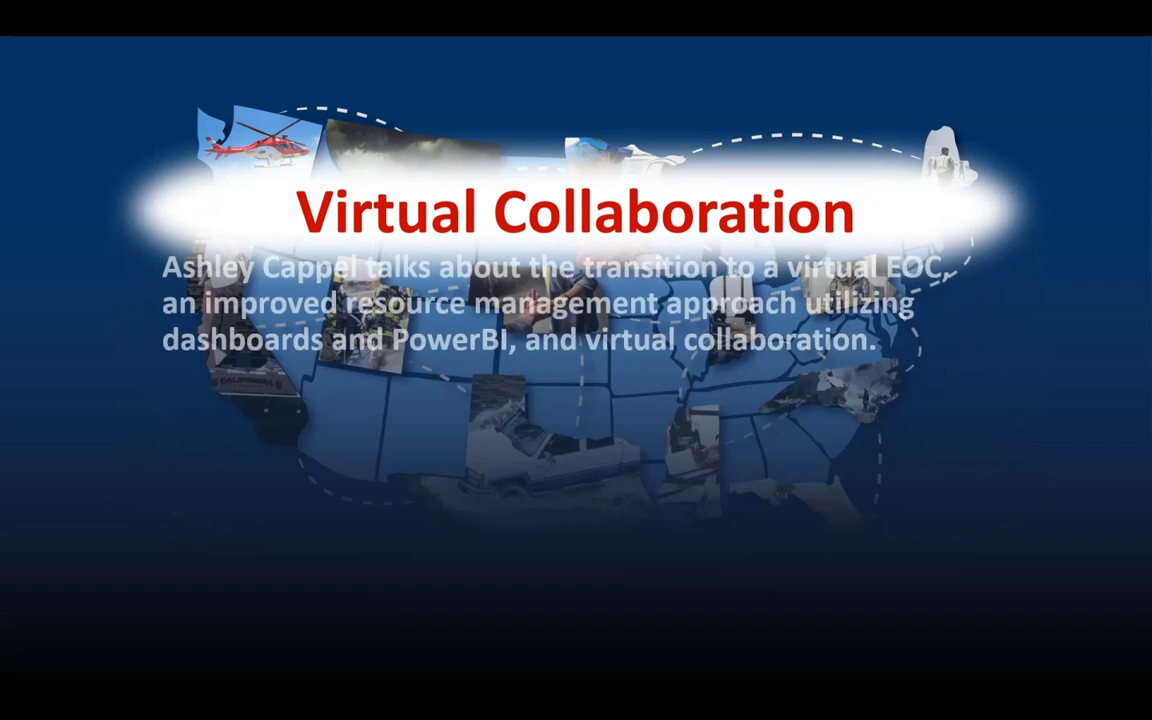 Virtual Collaboration
Ashley Cappel talks about the transition to a virtual EOC,
an improved resource management approach utilizing
dashboards and PowerBI, and virtual collaboration.
CALIFORNIA